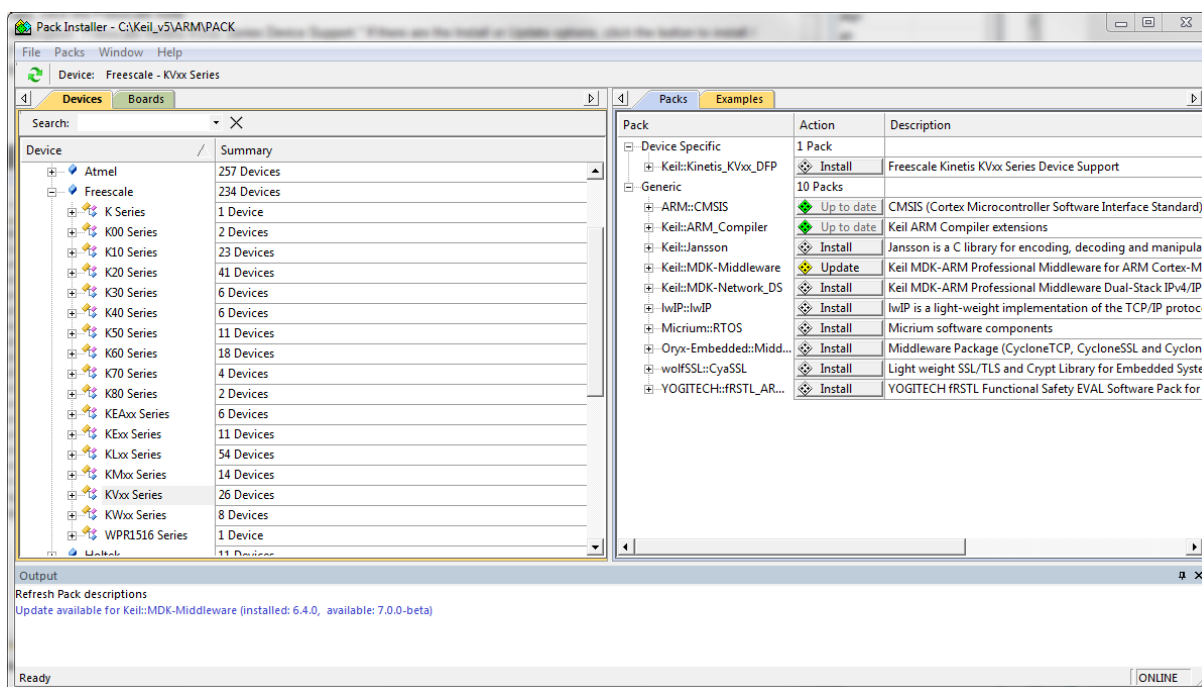 Pack Installer - C:\Keil_v5\ARM\PACK
File Packs Window Help
Device: Freescale - KVxx Series
Devices Boards
Search:
Device Summary
Atmel 257 Devices
Freescale 234 Devices
K Series 1 Device
K00 Series 2 Devices
K10 Series 23 Devices
K20 Series 41 Devices
K30 Series 6 Devices
K40 Series 6 Devices
K50 Series 11 Devices
K60 Series 18 Devices
K70 Series 4 Devices
K80 Series 2 Devices
KEAxx Series 6 Devices
KExx Series 11 Devices
KLxx Series 54 Devices
KMxx Series 14 Devices
KVxx Series 26 Devices
KWxx Series 8 Devices
WPR1516 Series 1 Device
Holtek 11 Devices
Packs Examples
Pack Action Description
Device Specific 1 Pack
Keil::Kinetis_KVxx_DFP Install Freescale Kinetis KVxx Series Device Support
Generic 10 Packs
ARM::CMSIS Up to date CMSIS (Cortex Microcontroller Software Interface Standard)
Keil::ARM_Compiler Up to date Keil ARM Compiler extensions
Keil::Jansson Install Jansson is a C library for encoding, decoding and manipula
Keil::MDK-Middleware Update Keil MDK-ARM Professional Middleware for ARM Cortex-M
Keil::MDK-Network_DS Install Keil MDK-ARM Professional Middleware Dual-Stack IPv4/IP
lwIP::lwIP Install lwIP is a light-weight implementation of the TCP/IP protoc
Micrium::RTOS Install Micrium software components
Oryx-Embedded::Midd... Install Middleware Package (CycloneTCP, CycloneSSL and Cyclon
wolfSSL::CyaSSL Install Light weight SSL/TLS and Crypt Library for Embedded Syste
YOGITECH::fRSTL_AR... Install YOGITECH fRSTL Functional Safety EVAL Software Pack for
Output
Refresh Pack descriptions
Update available for Keil::MDK-Middleware (installed: 6.4.0, available: 7.0.0-beta)
Ready ONLINE